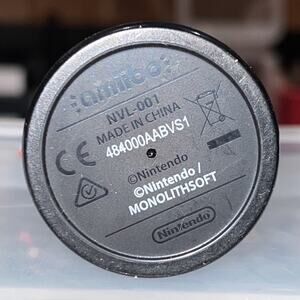 amiibo
NVL-001
MADE IN CHINA
484000AABVS1
CE
©Nintendo
©Nintendo/
MONOLITHSOFT
Nintendo